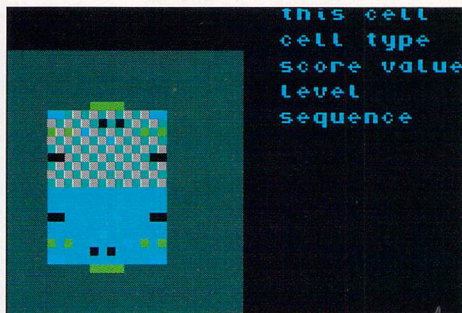 this cell
cell type
score value
level
sequence